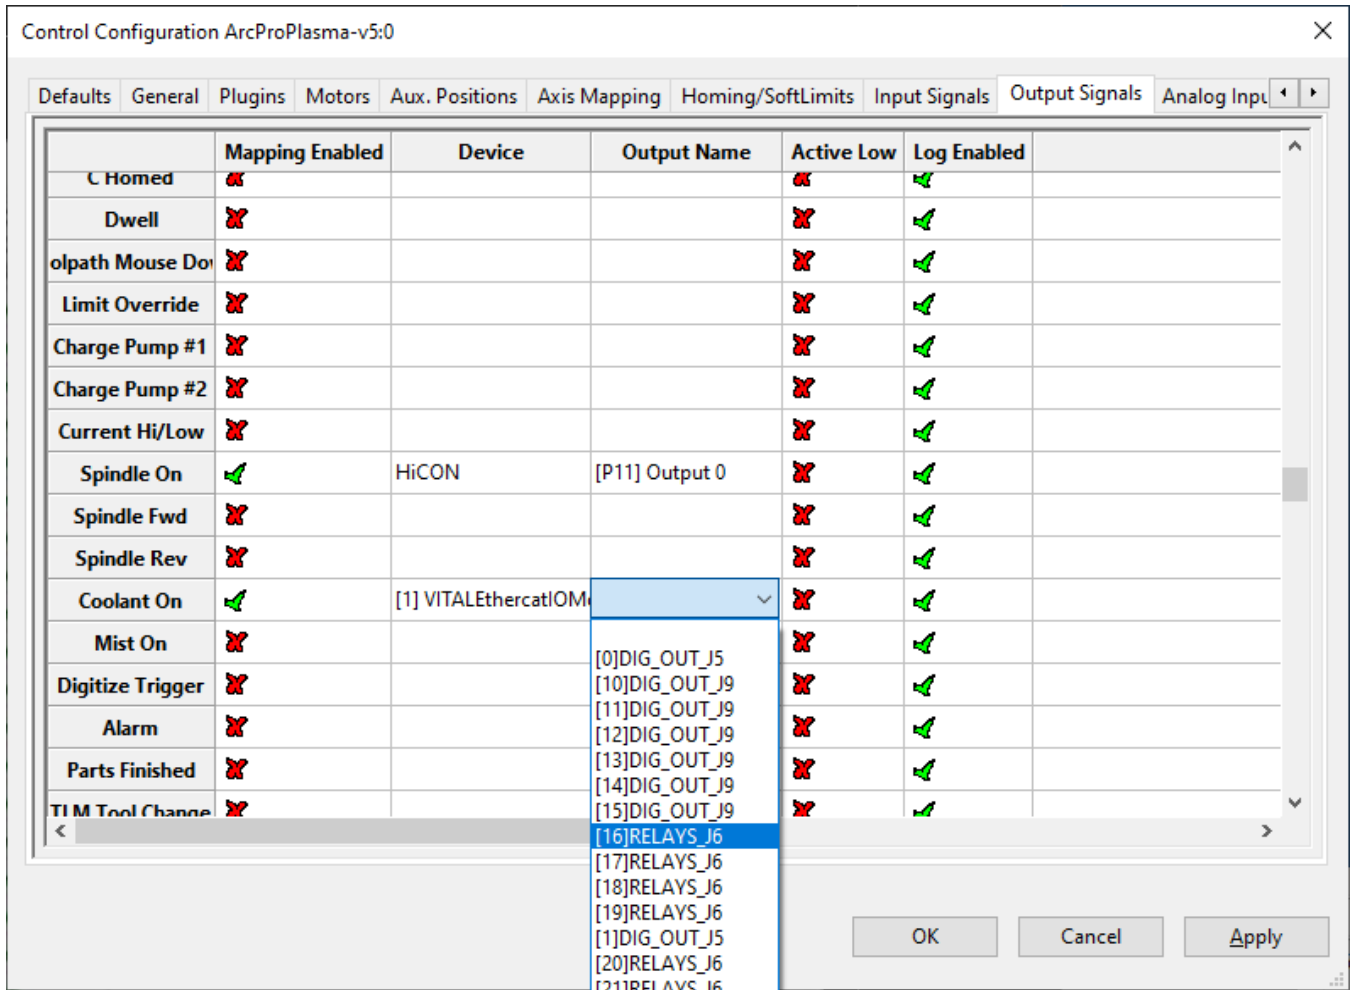 Control Configuration ArcProPlasma-v5:0
Defaults General Plugins Motors Aux. Positions Axis Mapping Homing/SoftLimits Input Signals Output Signals Analog Inpu
Mapping Enabled Device Output Name Active Low Log Enabled
C Homed
Dwell
olpath Mouse Do
Limit Override
Charge Pump #1
Charge Pump #2
Current Hi/Low
Spindle On HiCON [P11] Output 0
Spindle Fwd
Spindle Rev
Coolant On [1] VITALEthercatIOM
Mist On
Digitize Trigger
Alarm
Parts Finished
TLM Tool Change
[0]DIG_OUT_J5
[10]DIG_OUT_J9
[11]DIG_OUT_J9
[12]DIG_OUT_J9
[13]DIG_OUT_J9
[14]DIG_OUT_J9
[15]DIG_OUT_J9
[16]RELAYS_J6
[17]RELAYS_J6
[18]RELAYS_J6
[19]RELAYS_J6
[1]DIG_OUT_J5
[20]RELAYS_J6
[21]RELAYS_J6
OK Cancel Apply